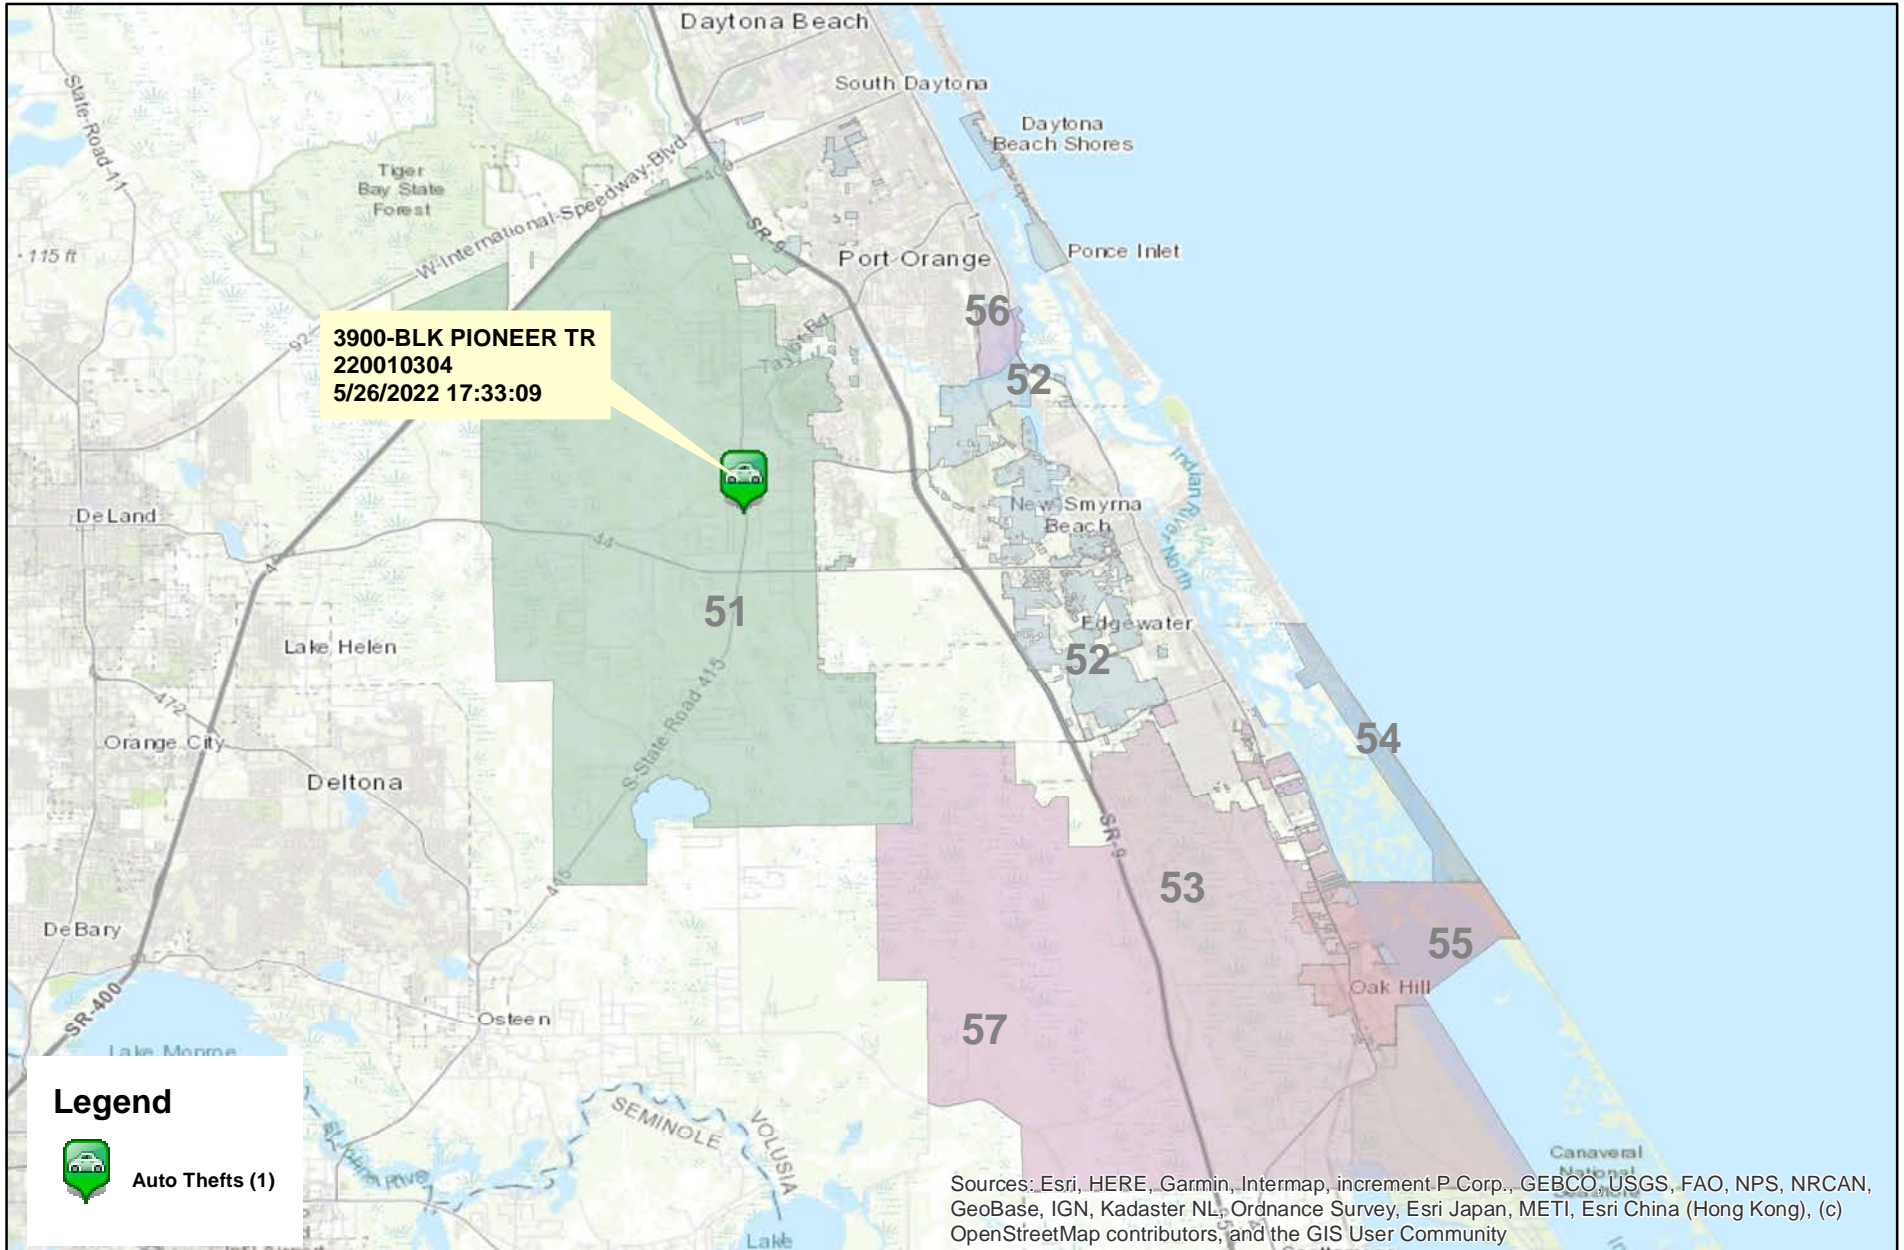 Daytona Beach
South Daytona
State-Road-11
Daytona
Beach Shores
Tiger
Bay State
Forest
W-International-Speedway-Blvd
400
SR-9
115 ft
Port Orange
Ponce Inlet
92
56
3900-BLK PIONEER TR
220010304
5/26/2022 17:33:09
Taylor Rd
52
Indian River North
DeLand
New Smyrna
Beach
44
4
51
Edgewater
Lake Helen
52
S-State-Road-415
472
Orange City
54
Deltona
SR-9
415
53
DeBary
55
Oak Hill
SR-400
Osteen
57
Lake Monroe
Legend
Auto Thefts (1)
SEMINOLE
VOLUSIA
Canaveral
National
Sources: Esri, HERE, Garmin, Intermap, increment P Corp., GEBCO, USGS, FAO, NPS, NRCAN,
GeoBase, IGN, Kadaster NL, Ordnance Survey, Esri Japan, METI, Esri China (Hong Kong), (c)
OpenStreetMap contributors, and the GIS User Community
Lake